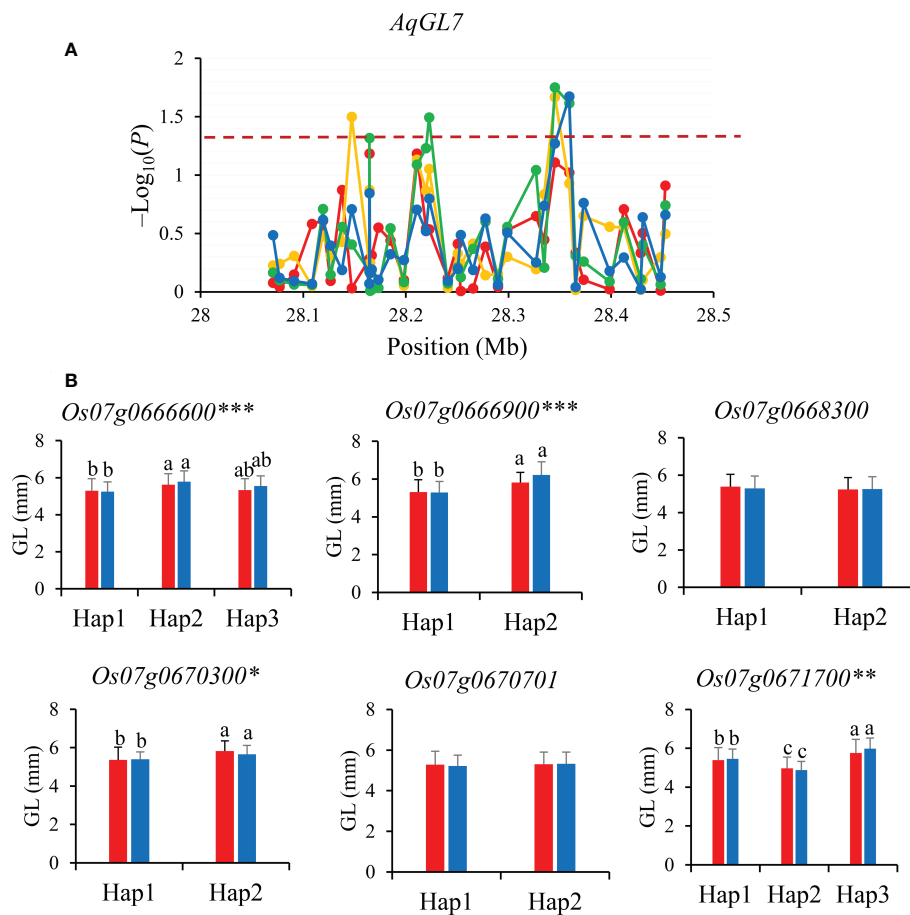 AqGL7
A
2
1.5
1
0.5
0
–Log10(P)
28 28.1 28.2 28.3 28.4 28.5
Position (Mb)
B
Os07g0666600***
8
6
4
2
0
GL (mm)
b b a a ab ab
Hap1 Hap2 Hap3
Os07g0666900***
8
6
4
2
0
GL (mm)
b b a a
Hap1 Hap2
Os07g0668300
8
6
4
2
0
GL (mm)
Hap1 Hap2
Os07g0670300*
8
6
4
2
0
GL (mm)
b b a a
Hap1 Hap2
Os07g0670701
8
6
4
2
0
GL (mm)
Hap1 Hap2
Os07g0671700**
8
6
4
2
0
GL (mm)
b b c c a a
Hap1 Hap2 Hap3